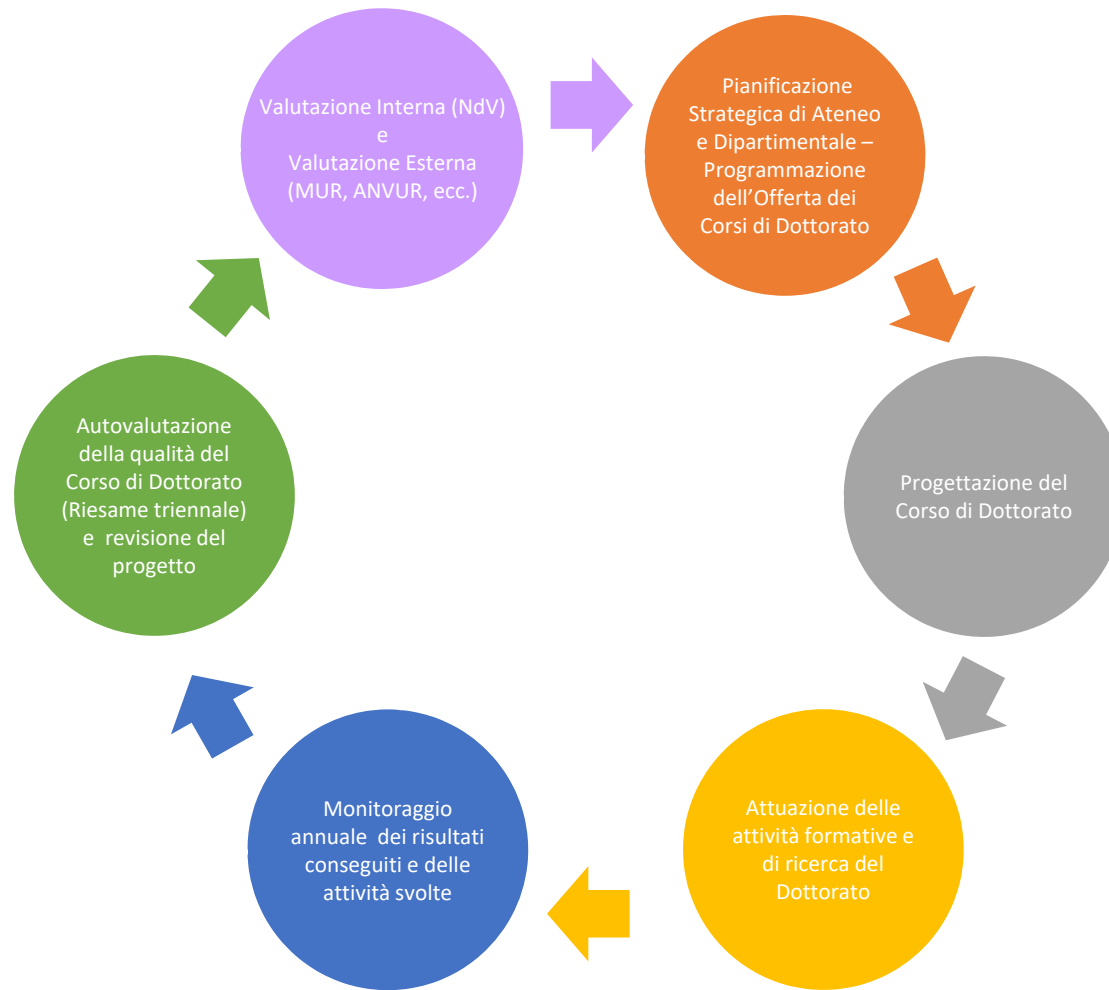 Valutazione Interna (NdV)
e
Valutazione Esterna
(MUR, ANVUR, ecc.)
Pianificazione
Strategica di Ateneo
e Dipartimentale –
Programmazione
dell’Offerta dei
Corsi di Dottorato
Progettazione del
Corso di Dottorato
Attuazione delle
attività formative e
di ricerca del
Dottorato
Monitoraggio
annuale dei risultati
conseguiti e delle
attività svolte
Autovalutazione
della qualità del
Corso di Dottorato
(Riesame triennale)
e revisione del
progetto